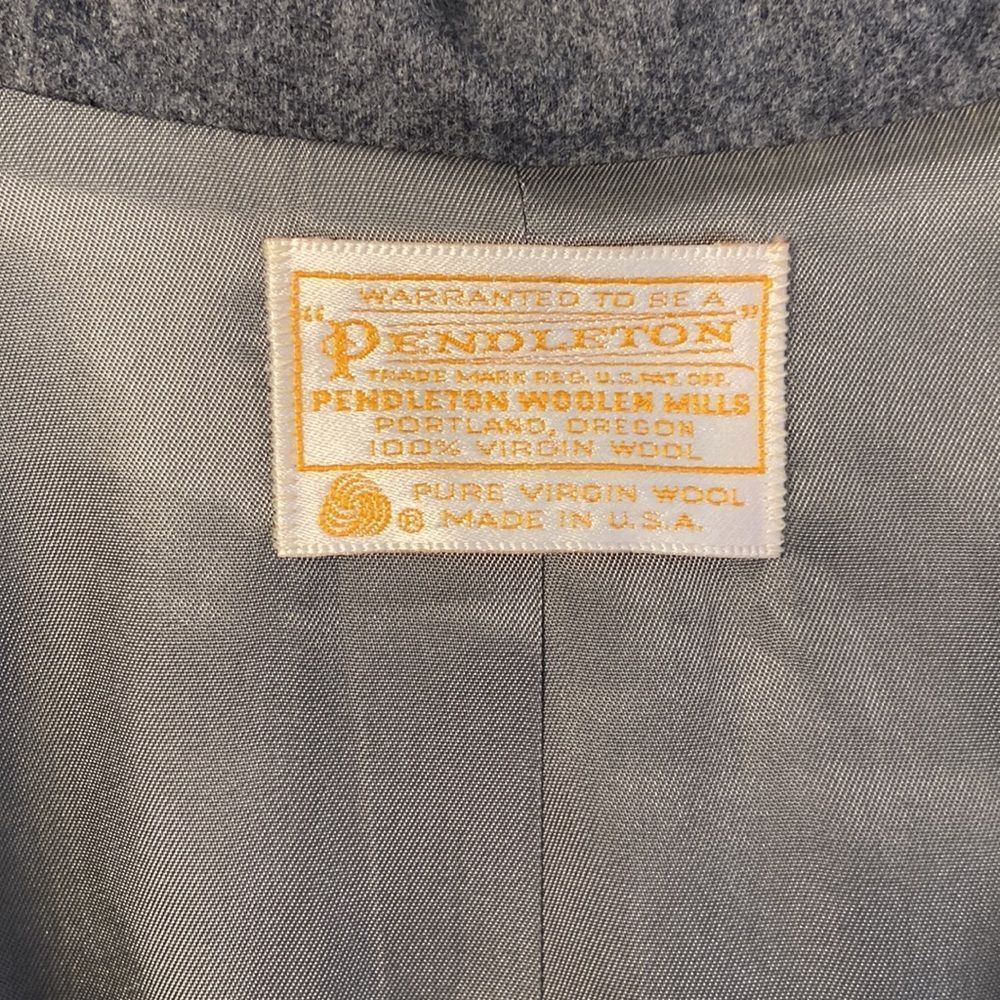 WARRANTED TO BE A
"PENDLETON"
TRADE MARK REG. U.S. PAT. OFF.
PENDLETON WOOLEN MILLS
PORTLAND, OREGON
100% VIRGIN WOOL
® PURE VIRGIN WOOL
MADE IN U.S.A.